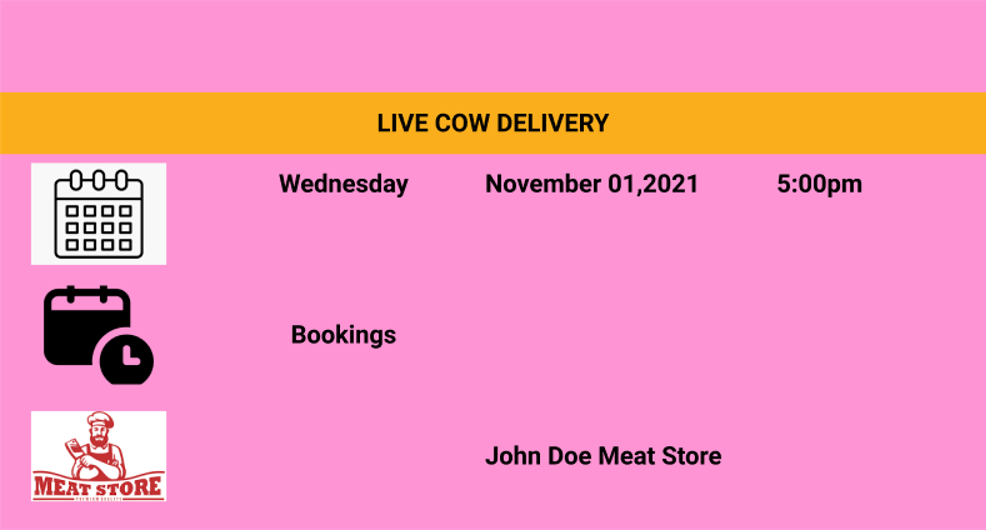 LIVE COW DELIVERY
Wednesday November 01,2021 5:00pm
Bookings
John Doe Meat Store
MEAT STORE